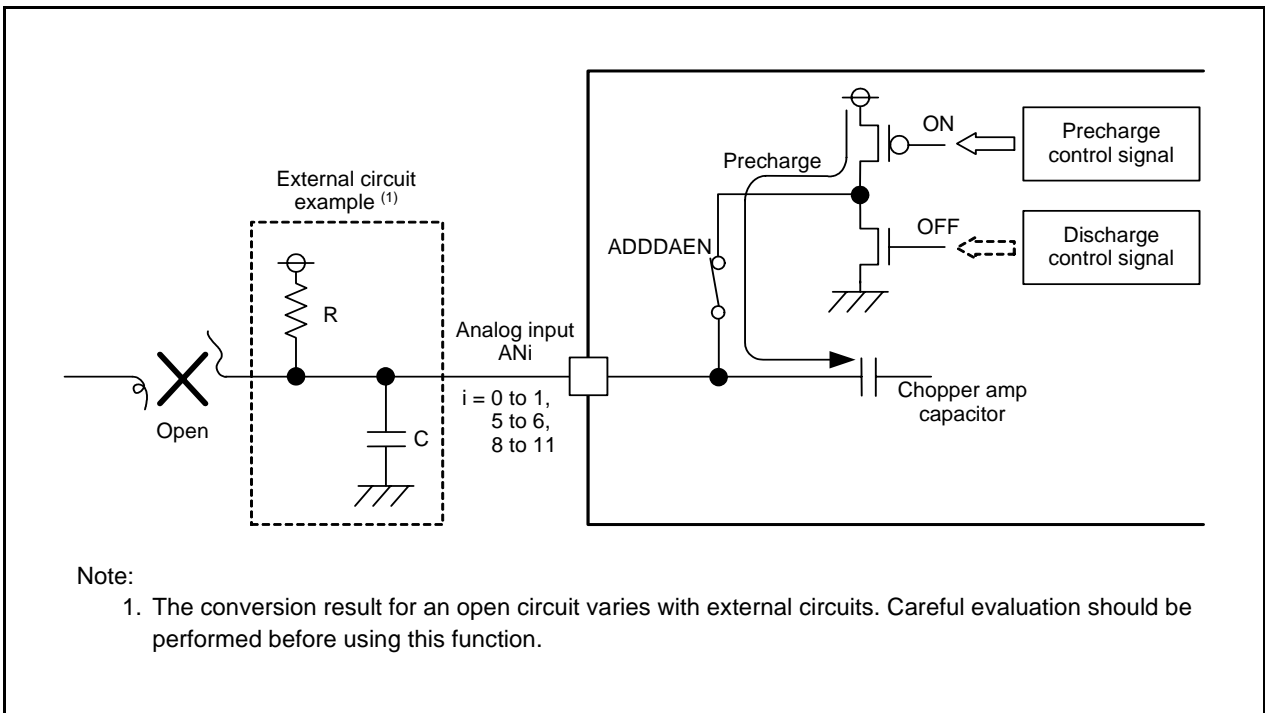 ON
Precharge
control signal
Precharge
External circuit
example (1)
OFF
Discharge
control signal
ADDDAEN
R
Analog input
ANi
i = 0 to 1,
5 to 6,
8 to 11
Chopper amp
capacitor
Open
C
Note:
1. The conversion result for an open circuit varies with external circuits. Careful evaluation should be
performed before using this function.